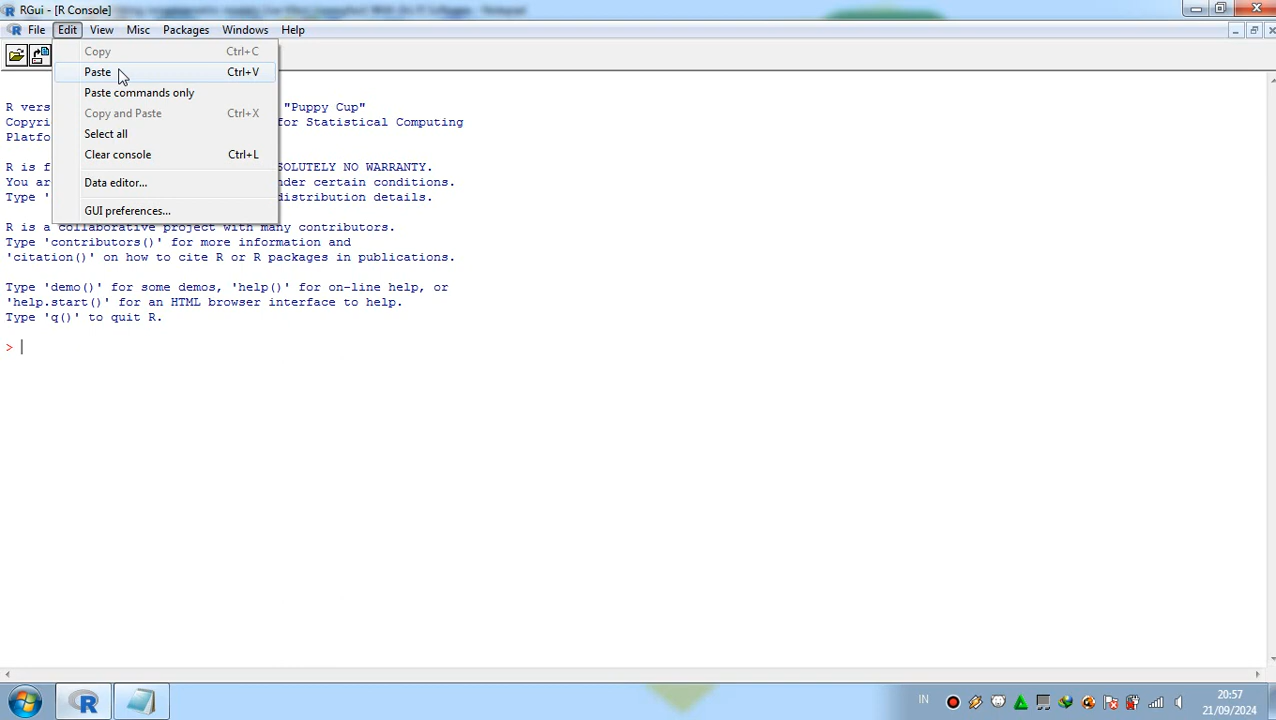 RGui - [R Console]
File Edit View Misc Packages Windows Help
Copy Ctrl+C
Paste Ctrl+V
Paste commands only
Copy and Paste Ctrl+X
Select all
Clear console Ctrl+L
Data editor...
GUI preferences...
R vers "Puppy Cup"
Copyri for Statistical Computing
Platfo
R is f SOLUTELY NO WARRANTY.
You ar nder certain conditions.
Type ' distribution details.
R is a collaborative project with many contributors.
Type 'contributors()' for more information and
'citation()' on how to cite R or R packages in publications.
Type 'demo()' for some demos, 'help()' for on-line help, or
'help.start()' for an HTML browser interface to help.
Type 'q()' to quit R.
>
IN
20:57
21/09/2024